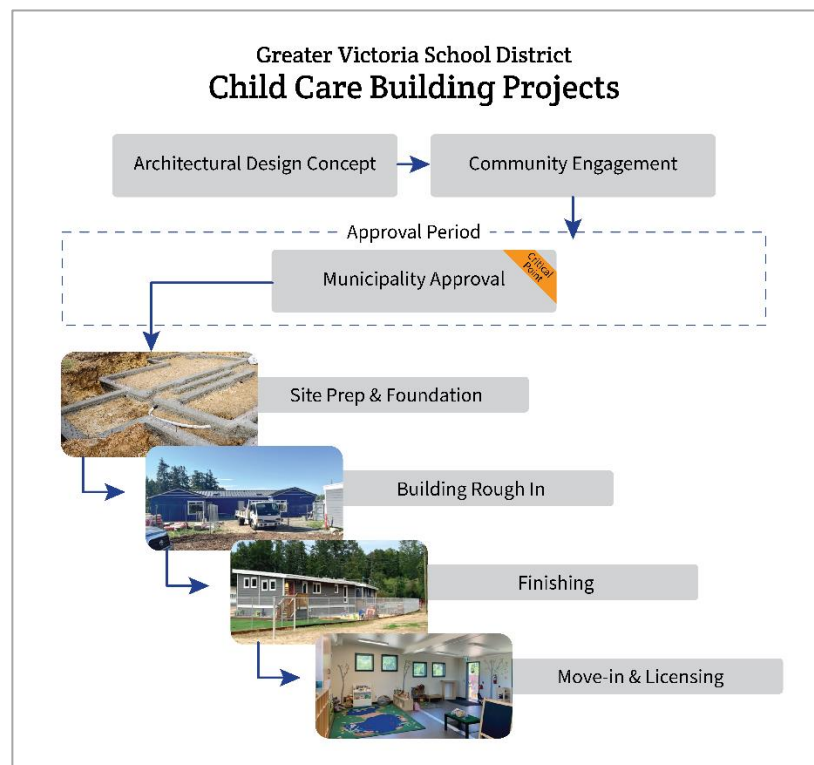 Greater Victoria School District
Child Care Building Projects
Architectural Design Concept
Community Engagement
Approval Period
Municipality Approval
Critical
Point
Site Prep & Foundation
Building Rough In
Finishing
Move-in & Licensing